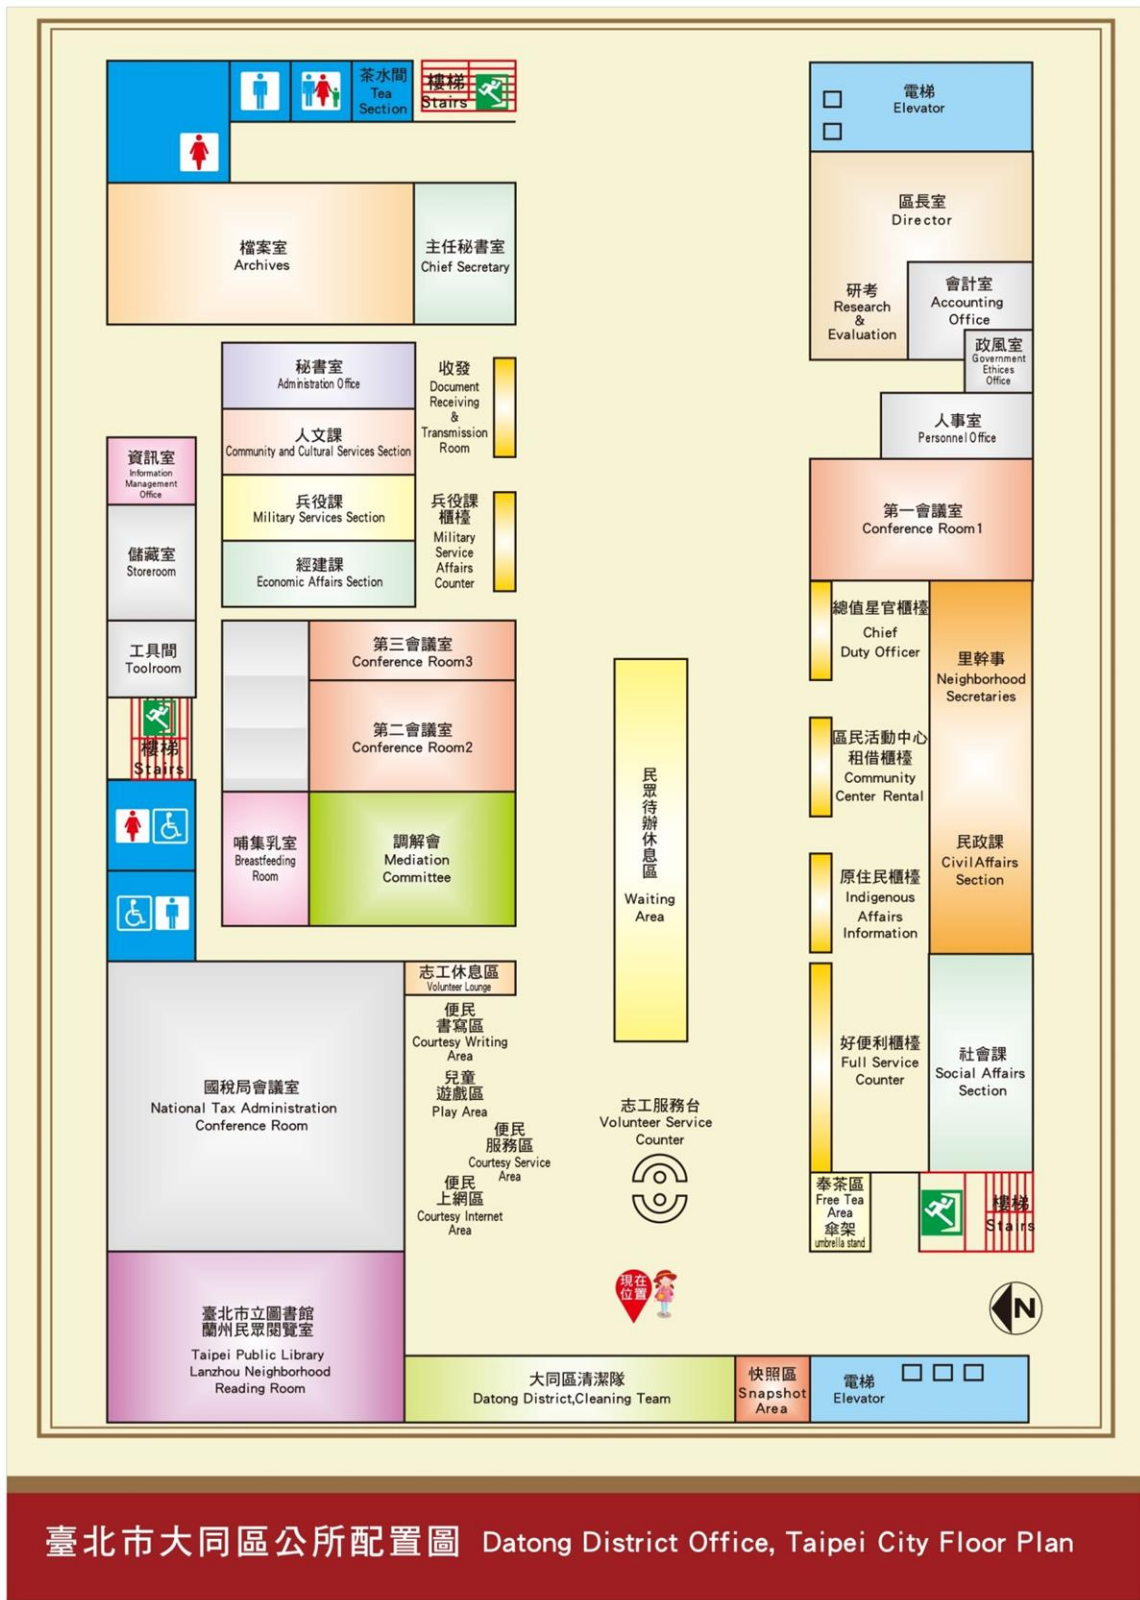 茶水間
Tea
Section
樓梯
Stairs
電梯
Elevator
檔案室
Archives
主任秘書室
Chief Secretary
區長室
Director
研考
Research
&
Evaluation
會計室
Accounting
Office
政風室
Government
Ethices
Office
人事室
Personnel Office
秘書室
Administration Office
人文課
Community and Cultural Services Section
兵役課
Military Services Section
經建課
Economic Affairs Section
收發
Document
Receiving
&
Transmission
Room
兵役課
櫃檯
Military
Service
Affairs
Counter
資訊室
Information
Management
Office
儲藏室
Storeroom
工具間
Toolroom
樓梯
Stairs
第一會議室
Conference Room1
第三會議室
Conference Room3
第二會議室
Conference Room2
哺集乳室
Breastfeeding
Room
調解會
Mediation
Committee
民眾待辦休息區
Waiting
Area
總值星官櫃檯
Chief
Duty Officer
里幹事
Neighborhood
Secretaries
區民活動中心
租借櫃檯
Community
Center Rental
民政課
Civil Affairs
Section
原住民櫃檯
Indigenous
Affairs
Information
好便利櫃檯
Full Service
Counter
社會課
Social Affairs
Section
志工休息區
Volunteer Lounge
便民
書寫區
Courtesy Writing
Area
兒童
遊戲區
Play Area
便民
服務區
Courtesy Service
Area
便民
上網區
Courtesy Internet
Area
國稅局會議室
National Tax Administration
Conference Room
志工服務台
Volunteer Service
Counter
奉茶區
Free Tea
Area
傘架
umbrella stand
樓梯
Stairs
現在
位置
N
臺北市立圖書館
蘭州民眾閱覽室
Taipei Public Library
Lanzhou Neighborhood
Reading Room
大同區清潔隊
Datong District,Cleaning Team
快照區
Snapshot
Area
電梯
Elevator
臺北市大同區公所配置圖 Datong District Office, Taipei City Floor Plan